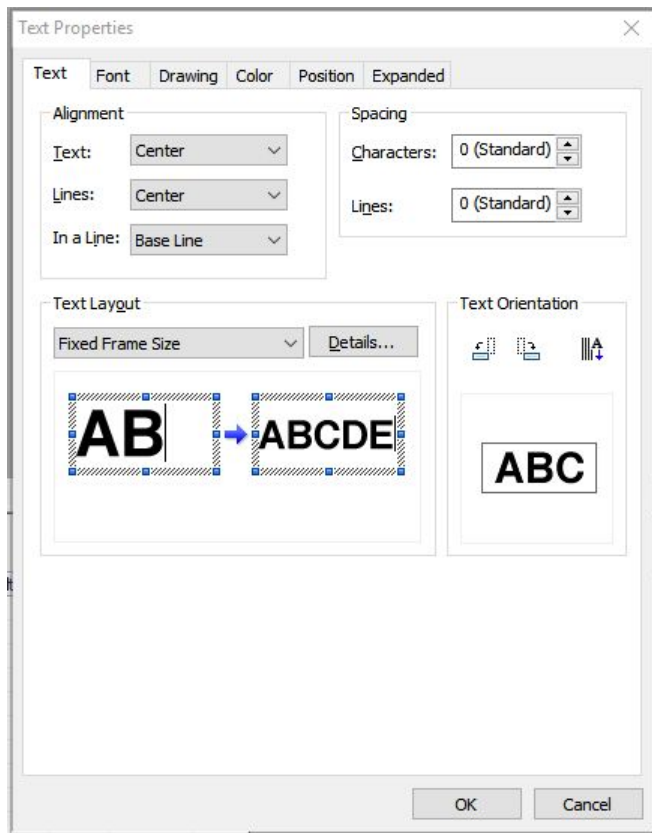 Text Properties
Text Font Drawing Color Position Expanded
Alignment
Text: Center
Lines: Center
In a Line: Base Line
Spacing
Characters: 0 (Standard)
Lines: 0 (Standard)
Text Layout
Fixed Frame Size Details...
AB ABCDE
Text Orientation
A
ABC
OK Cancel